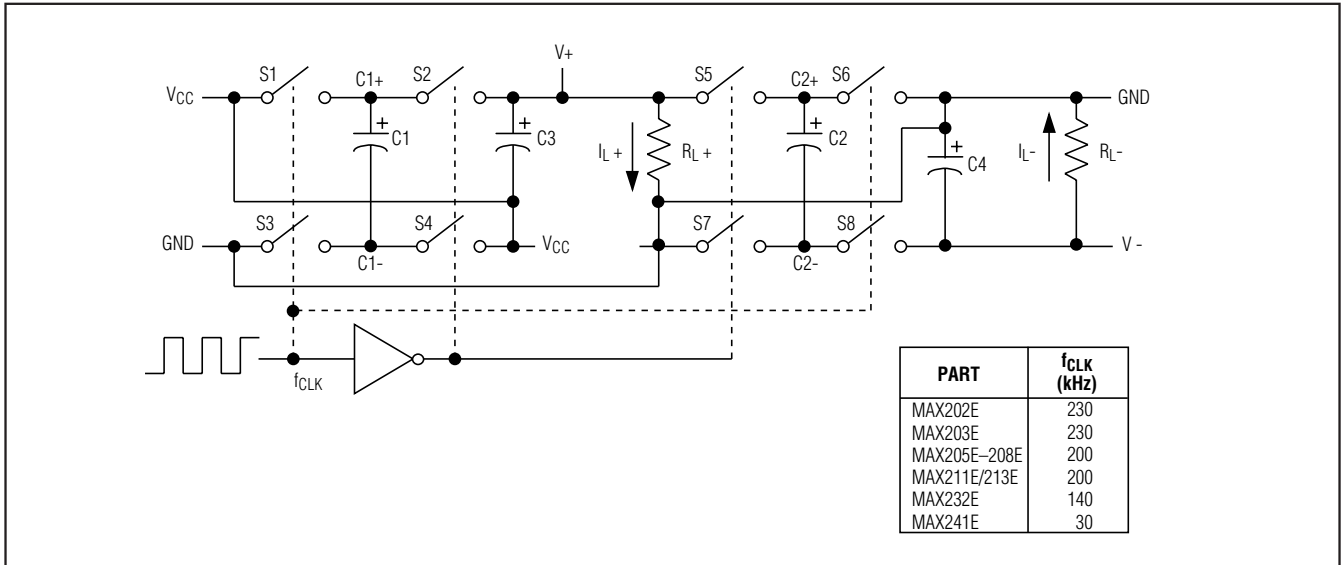 V+
S1 C1+ S2 S5 C2+ S6
VCC GND
+ + + +
C1 C3 IL + RL + C2 C4 IL- RL-
S3 S4 S7 S8
GND VCC V -
C1- C2-
fCLK
PART fCLK (kHz)
MAX202E 230
MAX203E 230
MAX205E–208E 200
MAX211E/213E 200
MAX232E 140
MAX241E 30